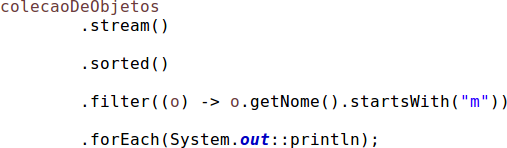 colecaoDeObjetos
.stream()
.sorted()
.filter((o) -> o.getNome().startsWith("m"))
.forEach(System.out::println);